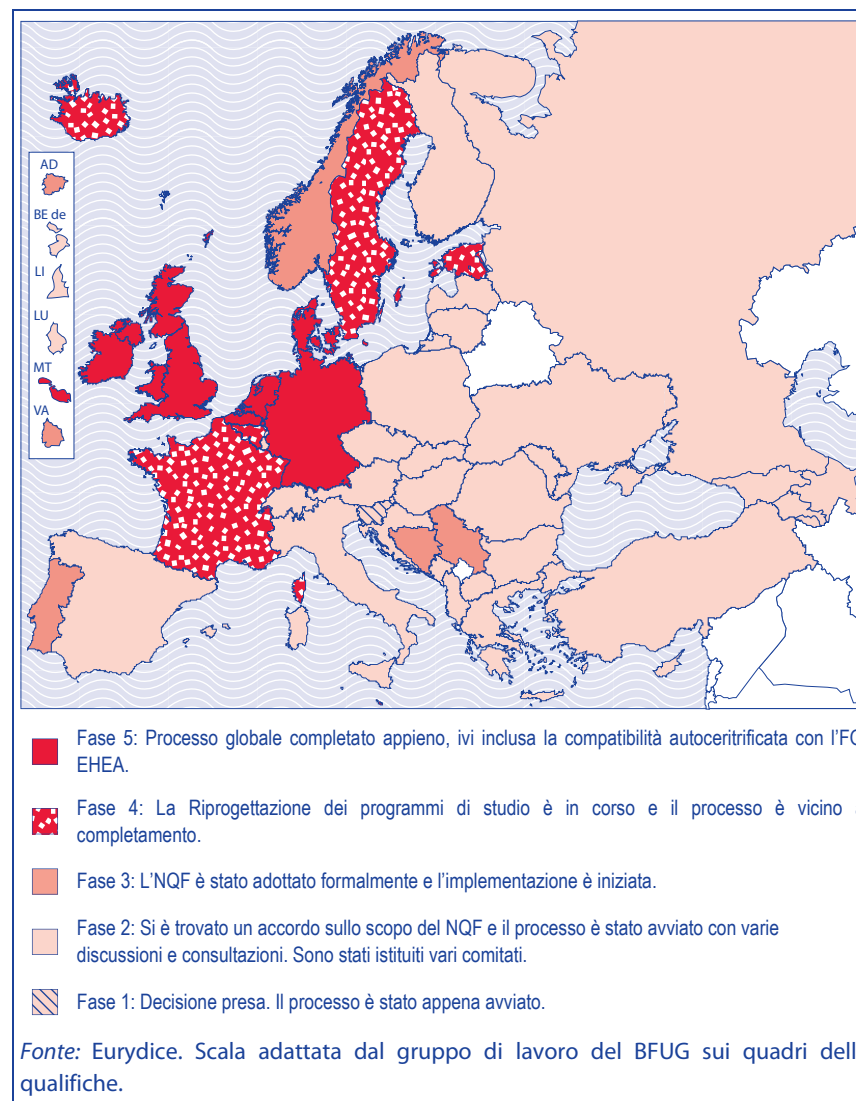 AD
BE de
LI
LU
MT
VA
Fase 5: Processo globale completato appieno, ivi inclusa la compatibilità autoceritrificata con l'FQ
EHEA.
Fase 4: La Riprogettazione dei programmi di studio è in corso e il processo è vicino
completamento.
Fase 3: L'NQF è stato adottato formalmente e l'implementazione è iniziata.
Fase 2: Si è trovato un accordo sullo scopo del NQF e il processo è stato avviato con varie
discussioni e consultazioni. Sono stati istituiti vari comitati.
Fase 1: Decisione presa. Il processo è stato appena avviato.
Fonte: Eurydice. Scala adattata dal gruppo di lavoro del BFUG sui quadri dell
qualifiche.